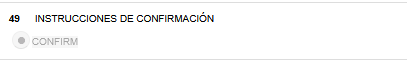 49 INSTRUCCIONES DE CONFIRMACIÓN
CONFIRM